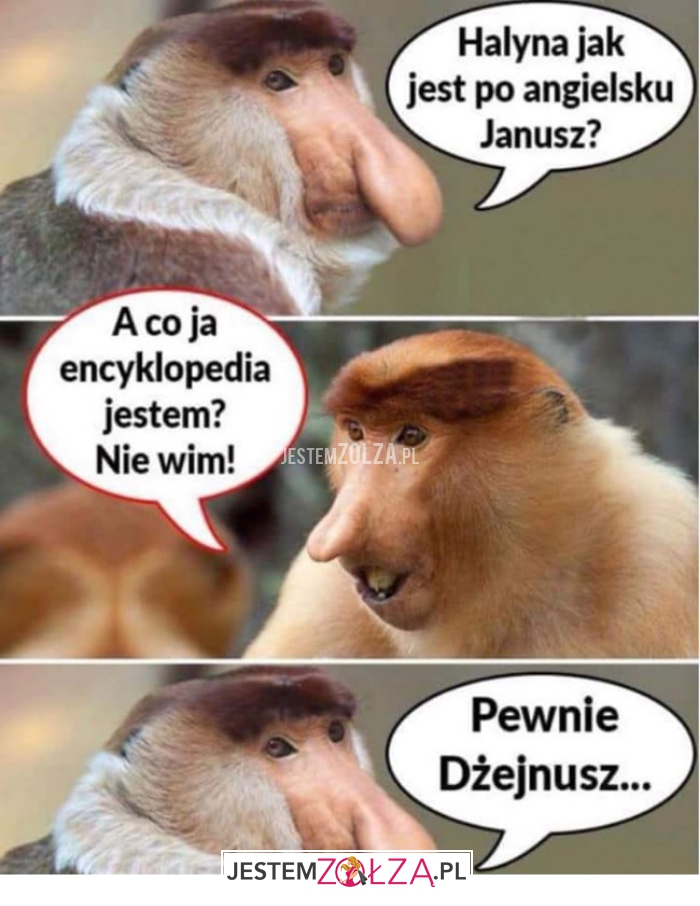 Halyna jak
jest po angielsku
Janusz?
A co ja
encyklopedia
jestem?
Nie wim!
JESTEMZOŁZA.PL
Pewnie
Dżejnusz...
JESTEMZOŁZA.PL